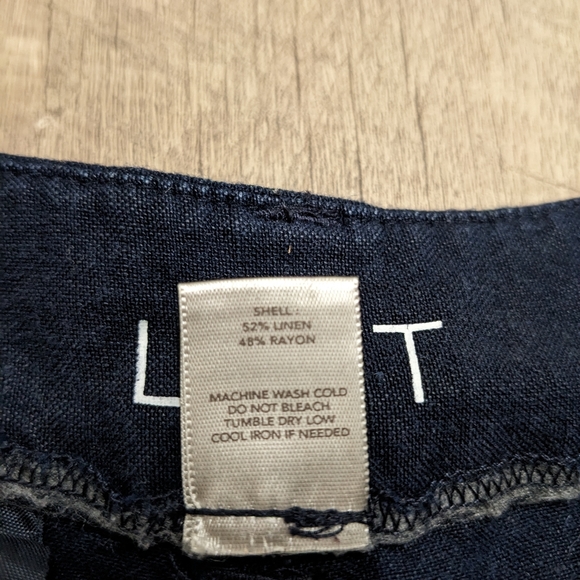 SHELL :
52% LINEN
48% RAYON
L T
MACHINE WASH COLD
DO NOT BLEACH
TUMBLE DRY LOW
COOL IRON IF NEEDED